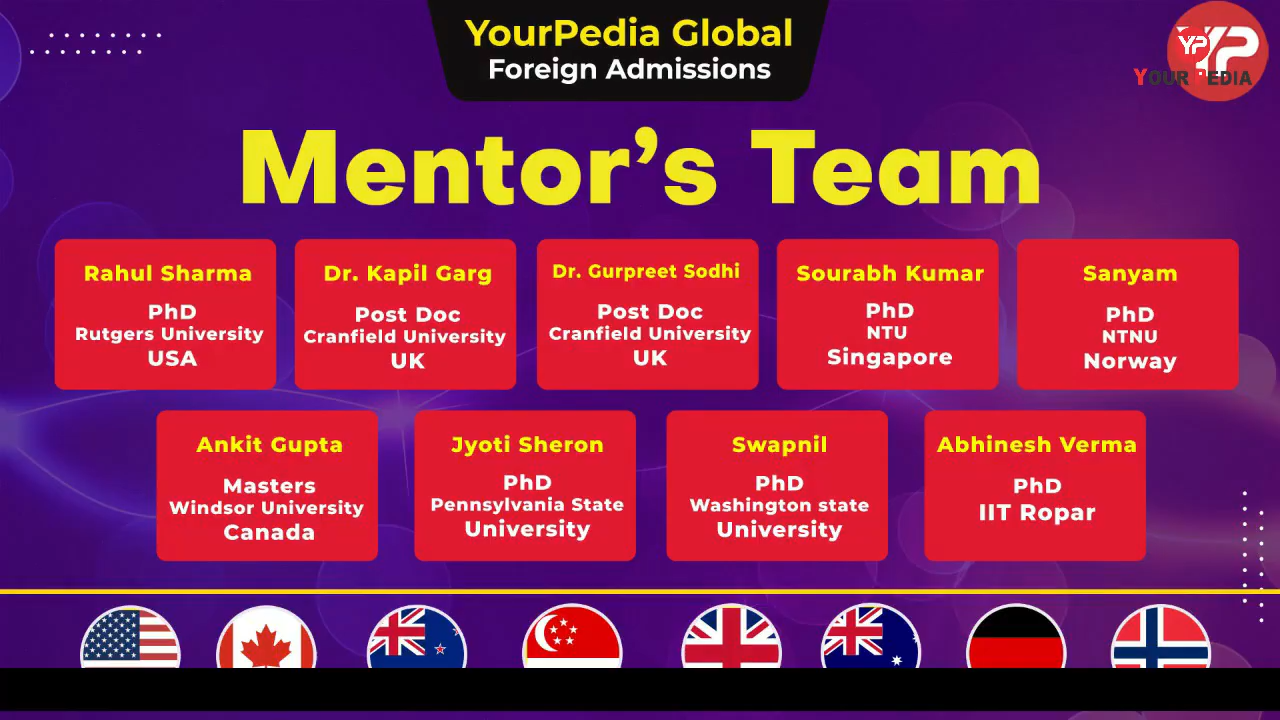 YourPedia Global
Foreign Admissions
YP
YP
YOUR PEDIA
Mentor's Team
Rahul Sharma
PhD
Rutgers University
USA
Dr. Kapil Garg
Post Doc
Cranfield University
UK
Dr. Gurpreet Sodhi
Post Doc
Cranfield University
UK
Sourabh Kumar
PhD
NTU
Singapore
Sanyam
PhD
NTNU
Norway
Ankit Gupta
Masters
Windsor University
Canada
Jyoti Sheron
PhD
Pennsylvania State
University
Swapnil
PhD
Washington state
University
Abhinesh Verma
PhD
IIT Ropar